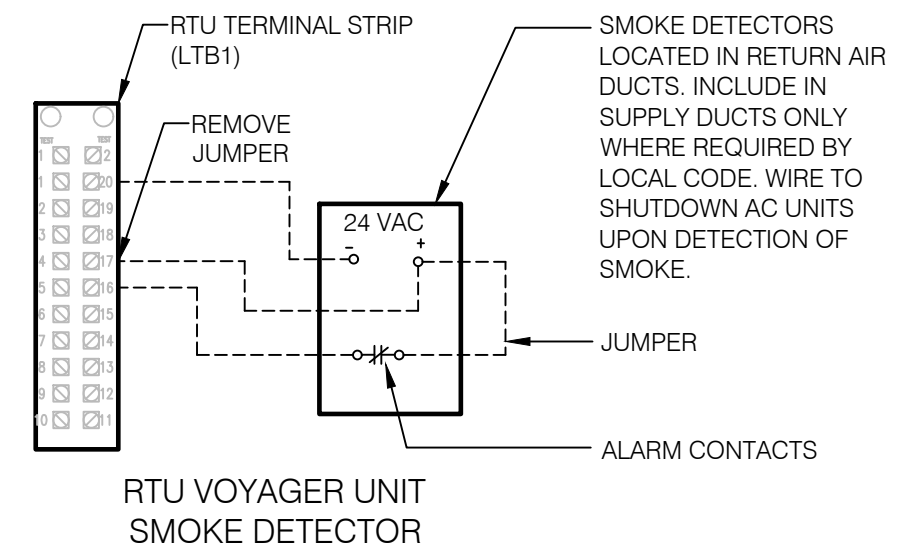 RTU TERMINAL STRIP
(LTB1)
SMOKE DETECTORS
LOCATED IN RETURN AIR
DUCTS. INCLUDE IN
SUPPLY DUCTS ONLY
WHERE REQUIRED BY
LOCAL CODE. WIRE TO
SHUTDOWN AC UNITS
UPON DETECTION OF
SMOKE.
REMOVE
JUMPER
TEST TEST
1 2
1 20
2 19
3 18
4 17
5 16
6 15
7 14
8 13
9 12
10 11
24 VAC
- +
JUMPER
ALARM CONTACTS
RTU VOYAGER UNIT
SMOKE DETECTOR